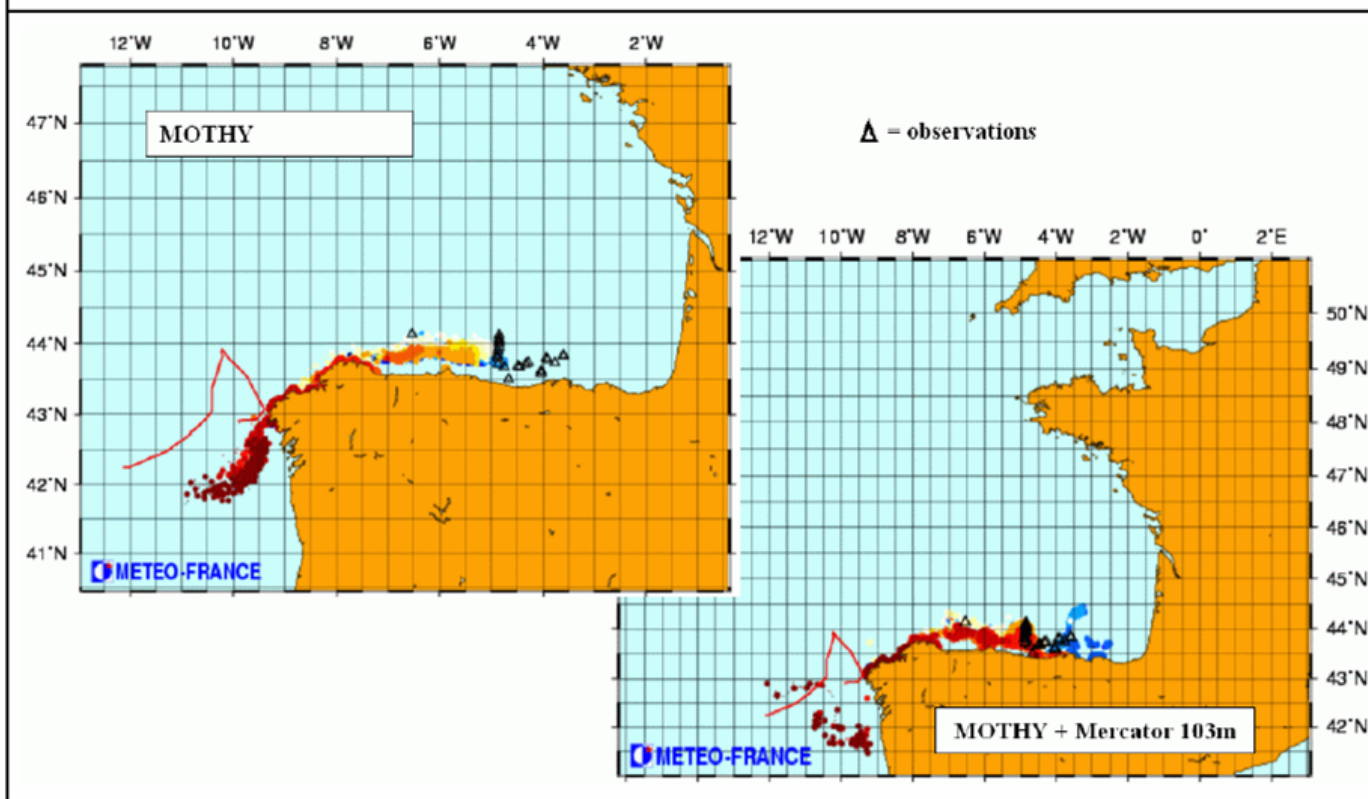 12°W 10°W 8°W 6°W 4°W 2°W
47°N
MOTHY
Δ = observations
46°N
45°N
44°N
43°N
42°N
41°N
METEO-FRANCE
12°W 10°W 8°W 6°W 4°W 2°W 0° 2°E
50°N
49°N
48°N
47°N
46°N
45°N
44°N
43°N
42°N
MOTHY + Mercator 103m
METEO-FRANCE